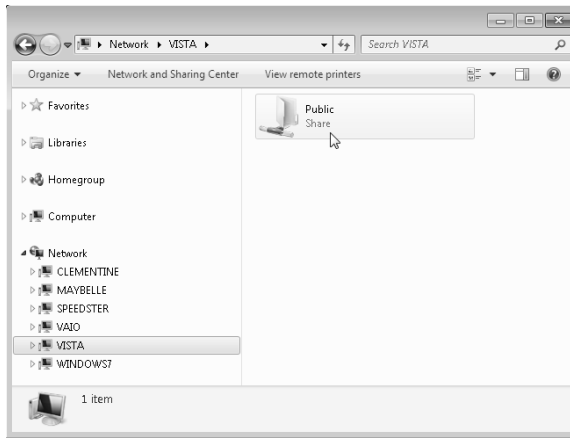 Network VISTA
Search VISTA
Organize Network and Sharing Center View remote printers
Favorites
Libraries
Homegroup
Computer
Network
CLEMENTINE
MAYBELLE
SPEEDSTER
VAIO
VISTA
WINDOWS7
Public
Share
1 item